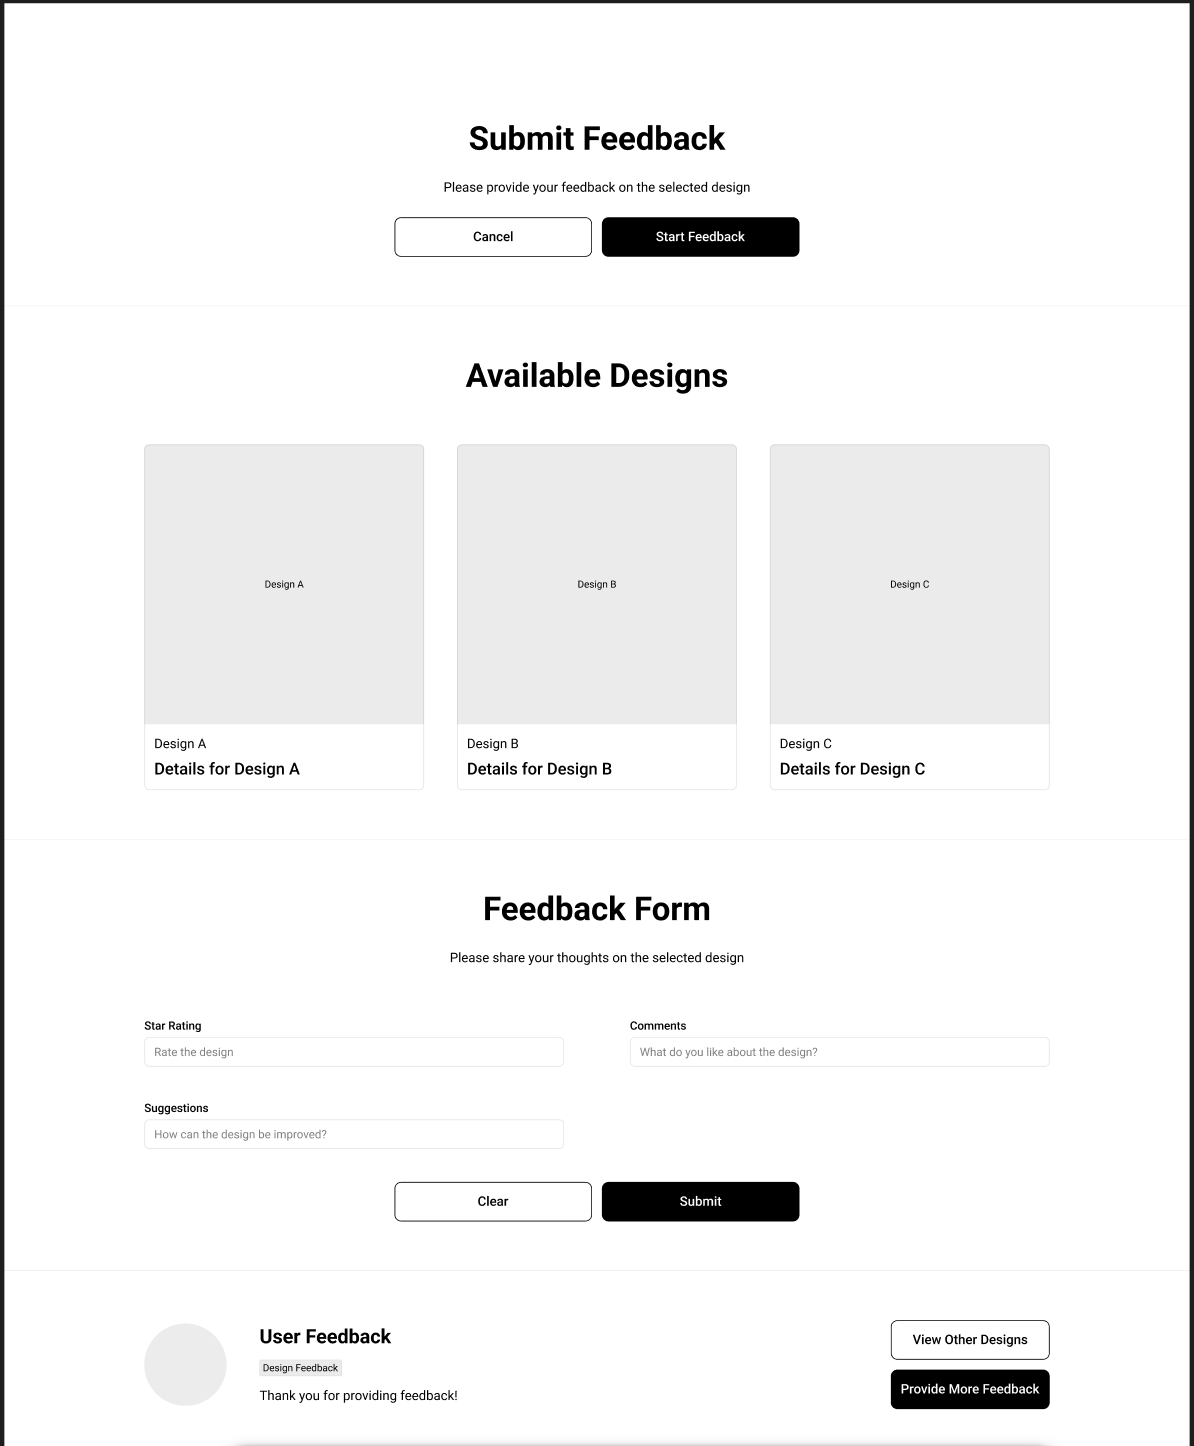 Submit Feedback
Please provide your feedback on the selected design
Cancel
Start Feedback
Available Designs
Design A
Design B
Design C
Design A
Details for Design A
Design B
Details for Design B
Design C
Details for Design C
Feedback Form
Please share your thoughts on the selected design
Star Rating
Rate the design
Comments
What do you like about the design?
Suggestions
How can the design be improved?
Clear
Submit
User Feedback
Design Feedback
Thank you for providing feedback!
View Other Designs
Provide More Feedback